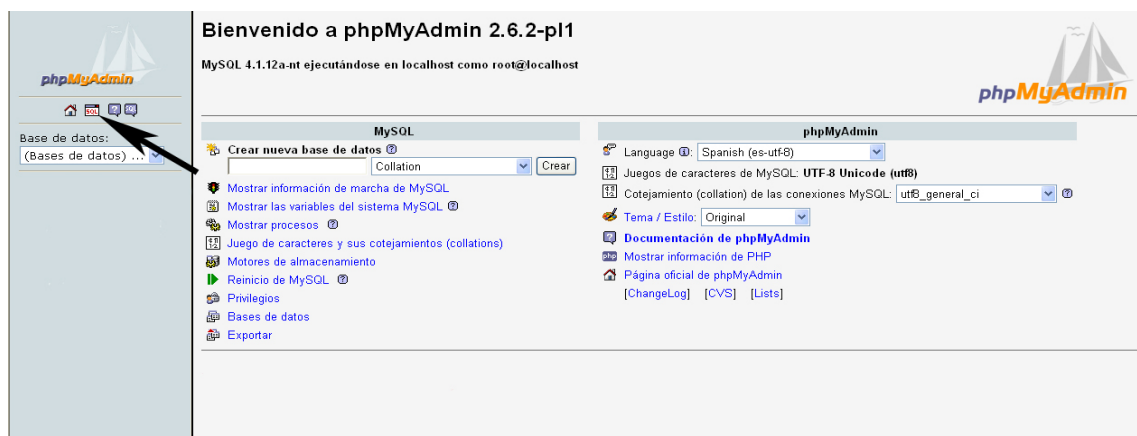 phpMyAdmin
SQL
Base de datos:
(Bases de datos) ...
Bienvenido a phpMyAdmin 2.6.2-pl1
MySQL 4.1.12a-nt ejecutándose en localhost como root@localhost
phpMyAdmin
MySQL
Crear nueva base de datos
Collation Crear
Mostrar información de marcha de MySQL
Mostrar las variables del sistema MySQL
Mostrar procesos
Juego de caracteres y sus cotejamientos (collations)
Motores de almacenamiento
Reinicio de MySQL
Privilegios
Bases de datos
Exportar
phpMyAdmin
Language: Spanish (es-utf-8)
Juegos de caracteres de MySQL: UTF-8 Unicode (utf8)
Cotejamiento (collation) de las conexiones MySQL: utf8_general_ci
Tema / Estilo: Original
Documentación de phpMyAdmin
php Mostrar información de PHP
Página oficial de phpMyAdmin
[ChangeLog] [CVS] [Lists]